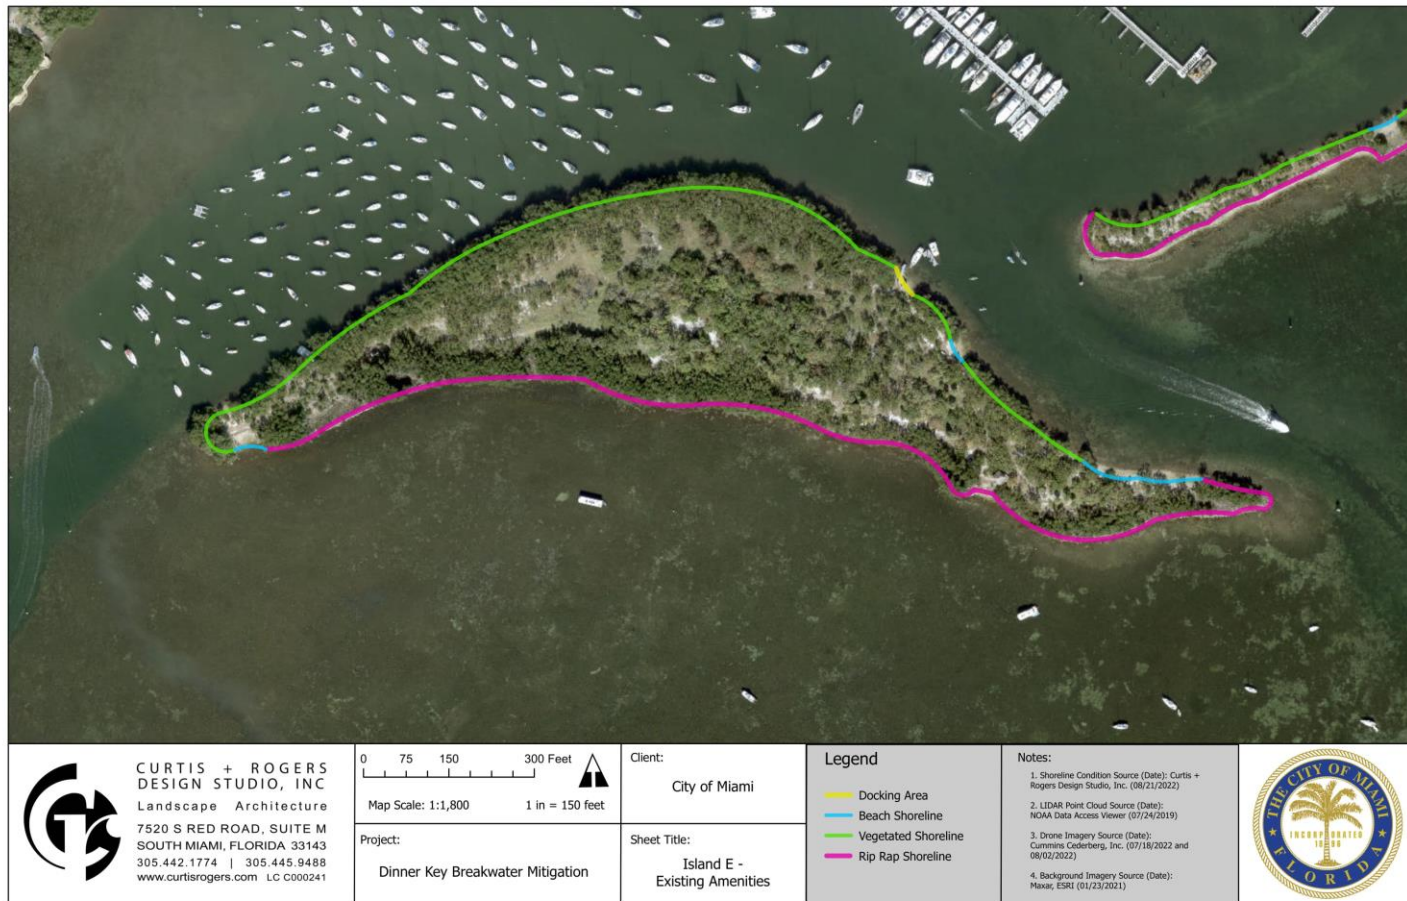 CURTIS + ROGERS
DESIGN STUDIO, INC
Landscape Architecture
7520 S RED ROAD, SUITE M
SOUTH MIAMI, FLORIDA 33143
305.442.1774 | 305.445.9488
www.curtisrogers.com LC C000241
0 75 150 300 Feet
Map Scale: 1:1,800 1 in = 150 feet
Project:
Dinner Key Breakwater Mitigation
Client:
City of Miami
Sheet Title:
Island E -
Existing Amenities
Legend
Docking Area
Beach Shoreline
Vegetated Shoreline
Rip Rap Shoreline
Notes:
1. Shoreline Condition Source (Date): Curtis +
Rogers Design Studio, Inc. (08/21/2022)
2. LIDAR Point Cloud Source (Date):
NOAA Data Access Viewer (07/24/2019)
3. Drone Imagery Source (Date):
Cummins Cederberg, Inc. (07/18/2022 and
08/02/2022)
4. Background Imagery Source (Date):
Maxar, ESRI (01/23/2021)
THE CITY OF MIAMI
INCORPORATED
18 96
FLORIDA